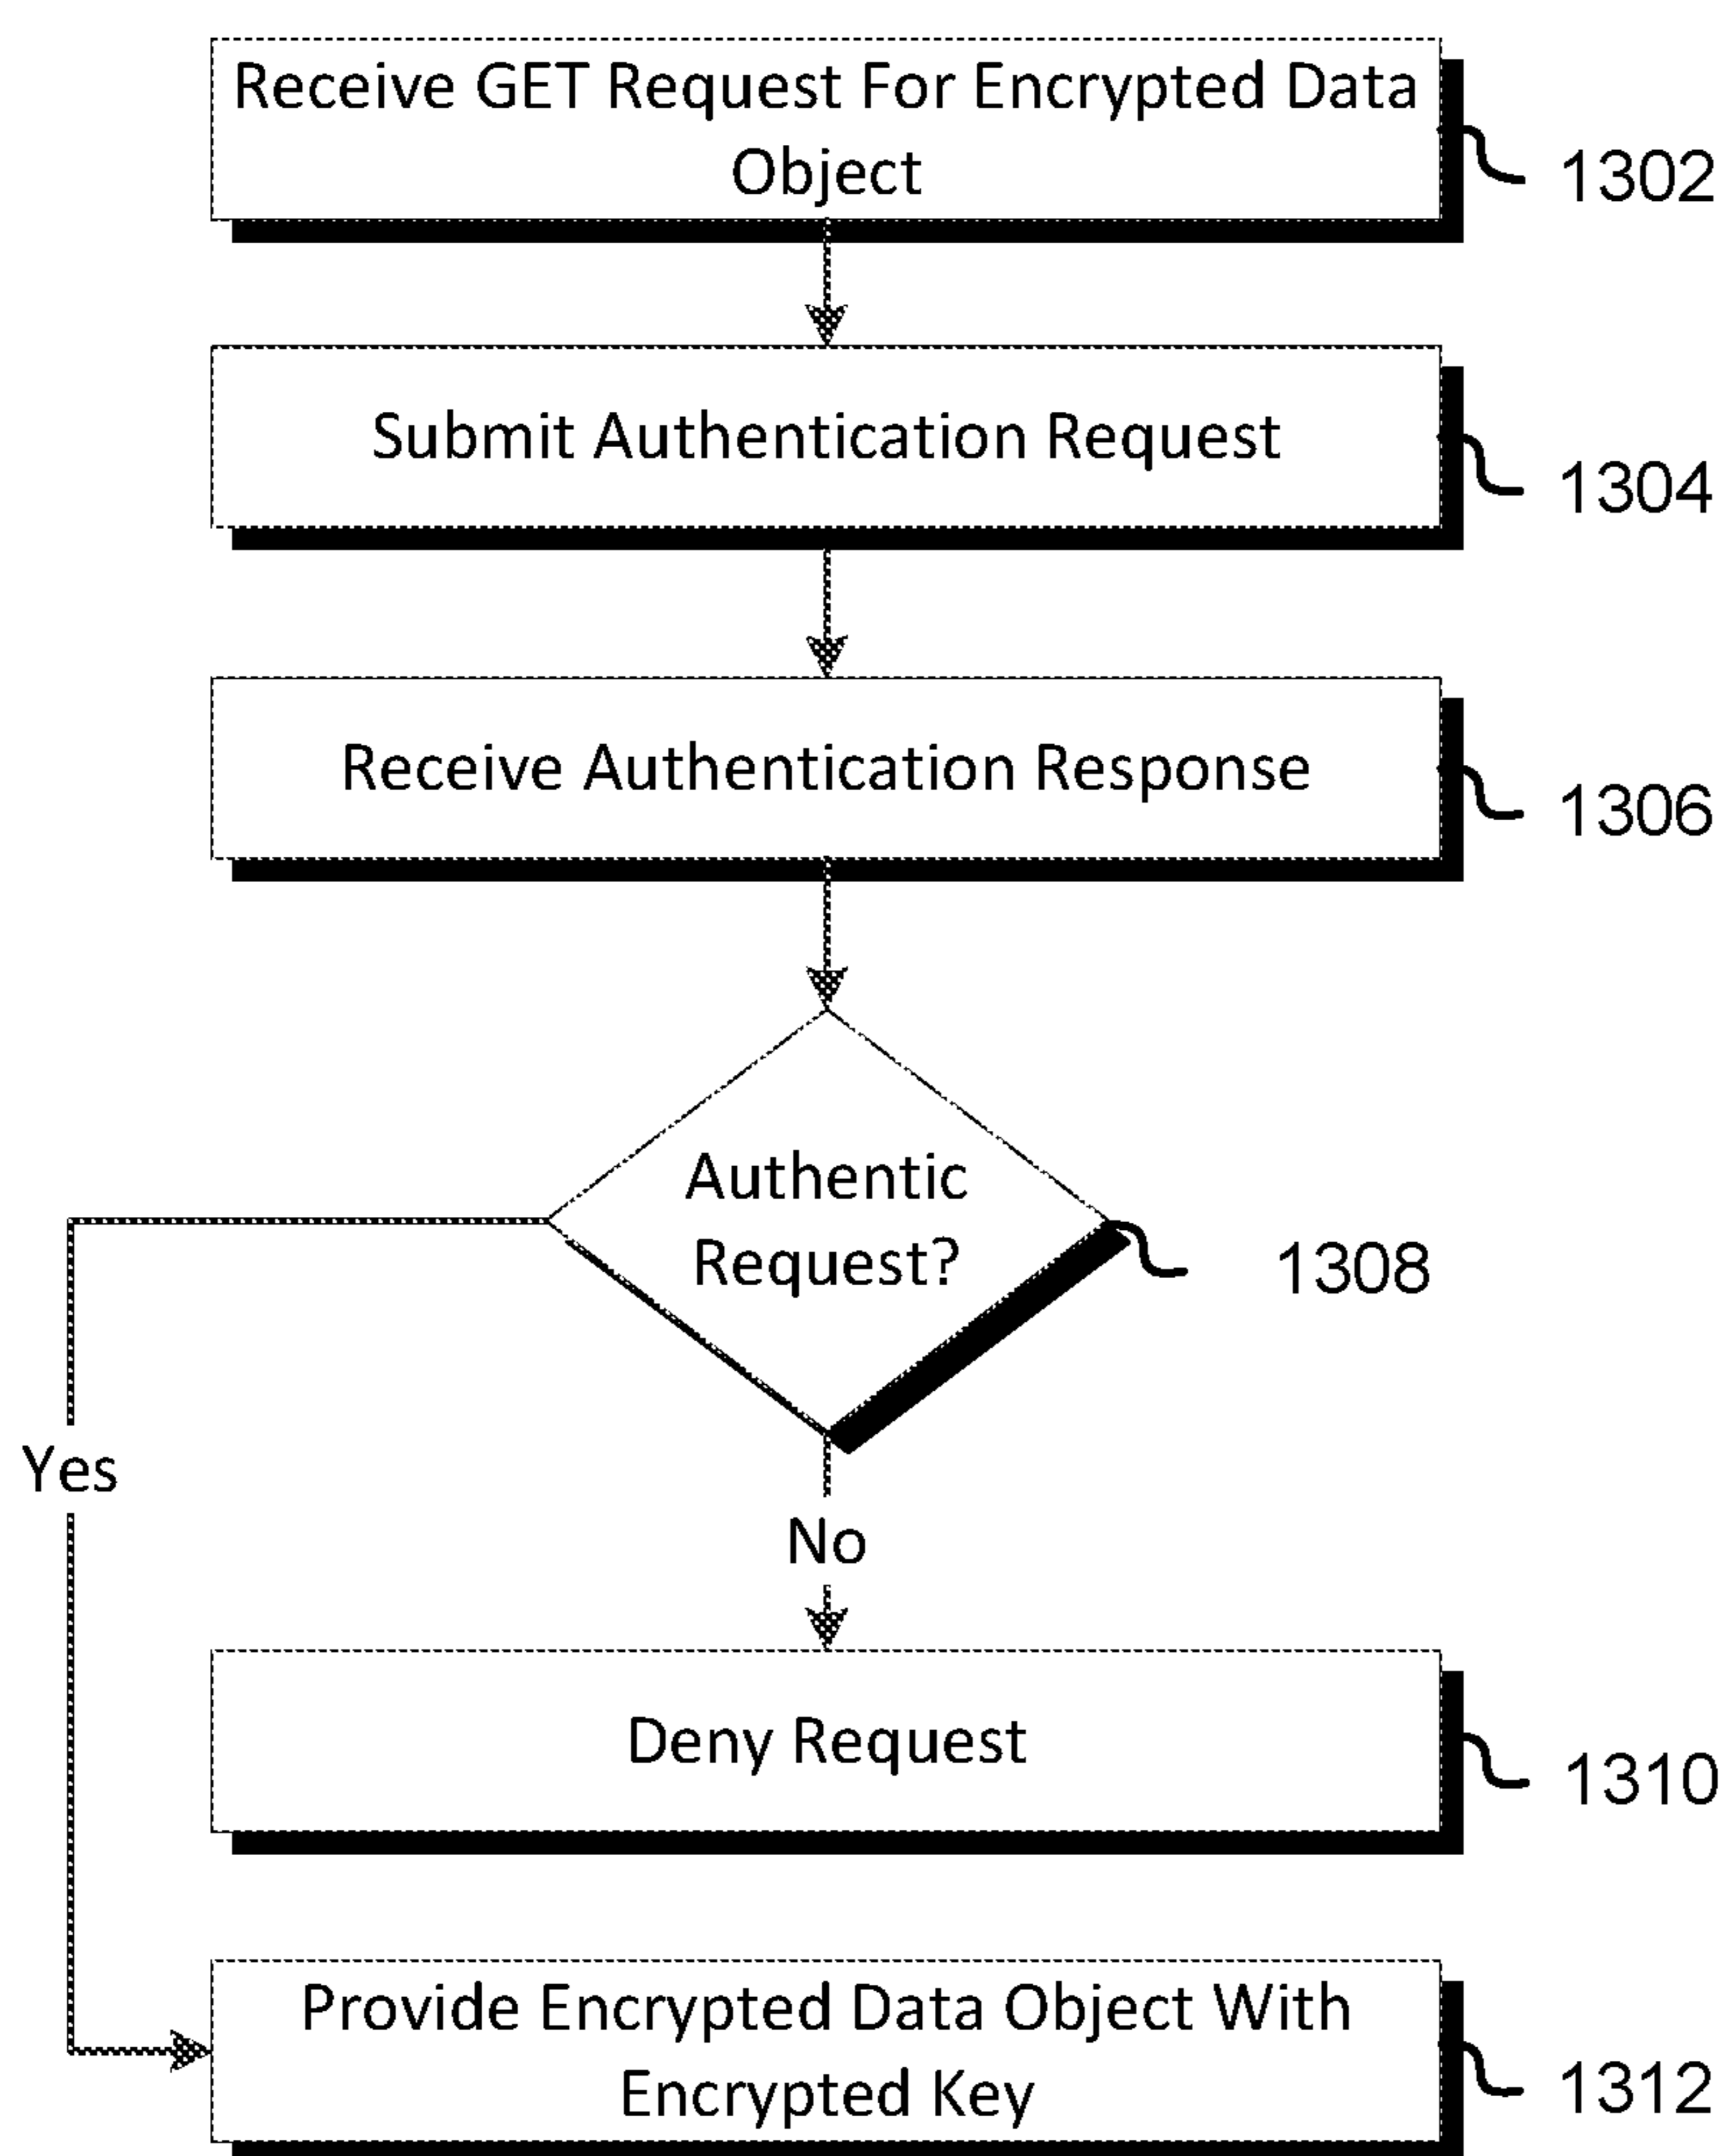 Receive GET Request For Encrypted Data
Object
1302
Submit Authentication Request
1304
Receive Authentication Response
1306
Authentic
Request?
1308
Yes
No
Deny Request
1310
Provide Encrypted Data Object With
Encrypted Key
1312